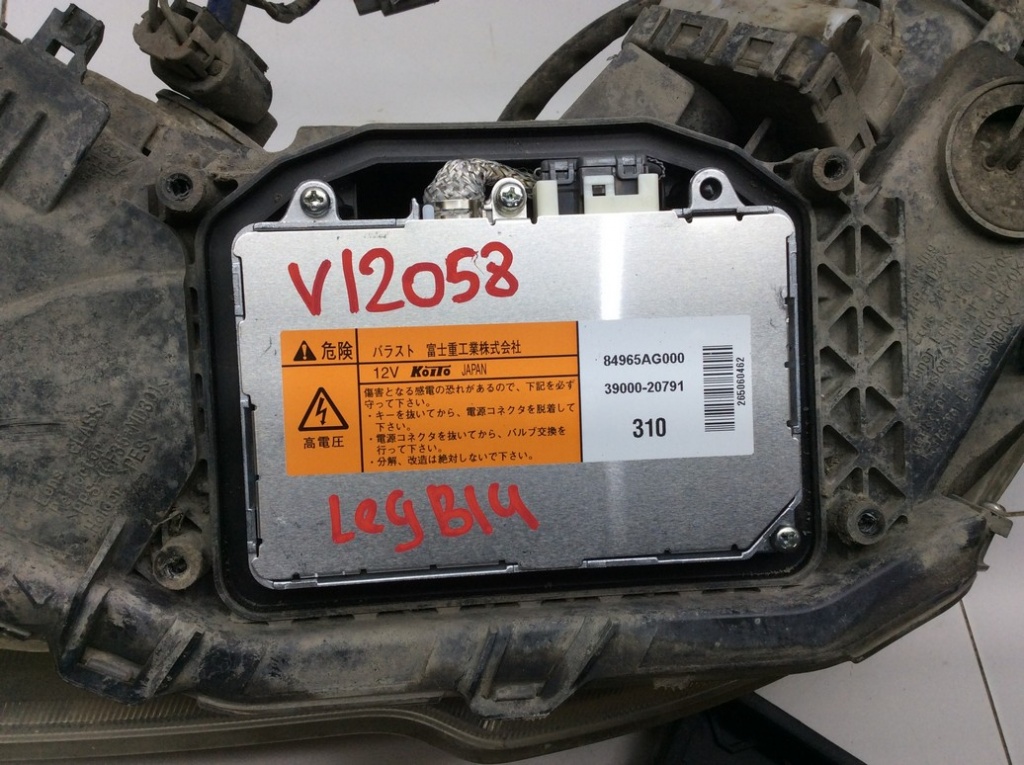 V12058
危険
バラスト 富士重工業株式会社
12V KOITO JAPAN
高電圧
傷害となる感電の恐れがあるので、下記を必ず
守って下さい。
・キーを抜いてから、電源コネクタを脱着して
下さい。
・電源コネクタを抜いてから、バルブ交換を
行って下さい。
・分解、改造は絶対しないで下さい。
84965AG000
39000-20791
310
265060462
Leg B14